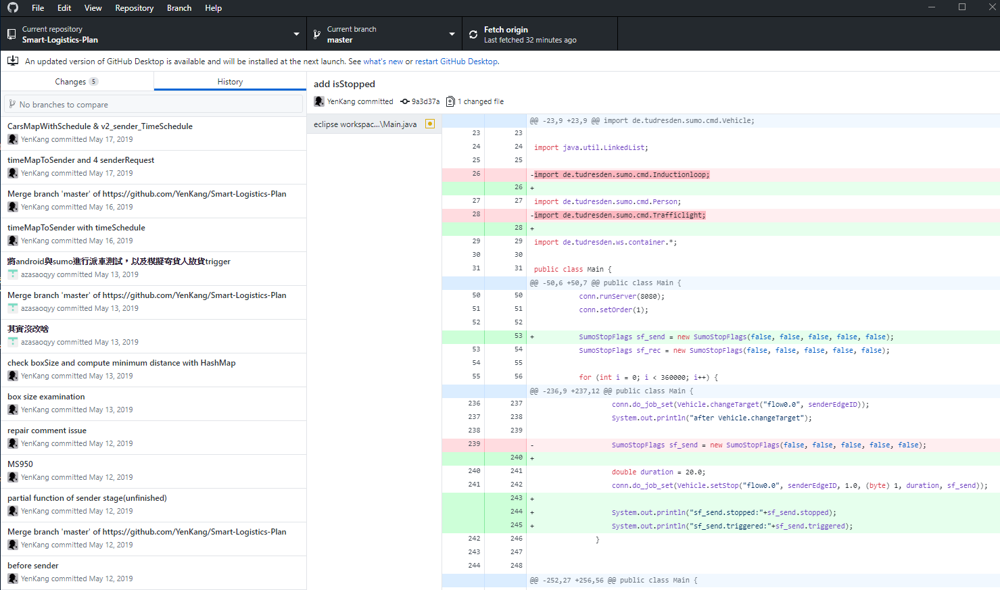 File Edit View Repository Branch Help
Current repository
Smart-Logistics-Plan
Current branch
master
Fetch origin
Last fetched 32 minutes ago
An updated version of GitHub Desktop is available and will be installed at the next launch. See what's new or restart GitHub Desktop.
Changes 5
History
No branches to compare
CarsMapWithSchedule & v2_sender_TimeSchedule
YenKang committed May 17, 2019
timeMapToSender and 4 senderRequest
YenKang committed May 17, 2019
Merge branch 'master' of https://github.com/YenKang/Smart-Logistics-Plan
YenKang committed May 16, 2019
timeMapToSender with timeSchedule
YenKang committed May 16, 2019
將android與sumo進行派車測試，以及模擬寄貨人放貨trigger
azasaoqyy committed May 13, 2019
Merge branch 'master' of https://github.com/YenKang/Smart-Logistics-Plan
azasaoqyy committed May 13, 2019
其實沒改啥
azasaoqyy committed May 13, 2019
check boxSize and compute minimum distance with HashMap
YenKang committed May 13, 2019
box size examination
YenKang committed May 13, 2019
repair comment issue
YenKang committed May 12, 2019
MS950
YenKang committed May 12, 2019
partial function of sender stage(unfinished)
YenKang committed May 12, 2019
Merge branch 'master' of https://github.com/YenKang/Smart-Logistics-Plan
YenKang committed May 12, 2019
before sender
YenKang committed May 12, 2019
add isStopped
YenKang committed 9a3d37a 1 changed file
eclipse workspac...\Main.java
@@ -23,9 +23,9 @@ import de.tudresden.sumo.cmd.Vehicle;
23 23
24 24 import java.util.LinkedList;
25 25
26 -import de.tudresden.sumo.cmd.Inductionloop;
26 +
27 27 import de.tudresden.sumo.cmd.Person;
28 -import de.tudresden.sumo.cmd.Trafficlight;
28 +
29 29 import de.tudresden.ws.container.*;
30 30
31 31 public class Main {
@@ -50,6 +50,7 @@ public class Main {
50 50 conn.runServer(8080);
51 51 conn.setOrder(1);
52 52
53 + SumoStopFlags sf_send = new SumoStopFlags(false, false, false, false, false);
53 54 SumoStopFlags sf_rec = new SumoStopFlags(false, false, false, false, false);
54 55
55 56 for (int i = 0; i < 360000; i++) {
@@ -236,9 +237,12 @@ public class Main {
236 237 conn.do_job_set(Vehicle.changeTarget("flow0.0", senderEdgeID));
237 238 System.out.println("after Vehicle.changeTarget");
238 239
239 - SumoStopFlags sf_send = new SumoStopFlags(false, false, false, false, false);
240 +
240 241 double duration = 20.0;
241 242 conn.do_job_set(Vehicle.setStop("flow0.0", senderEdgeID, 1.0, (byte) 1, duration, sf_send));
243 +
244 + System.out.println("sf_send.stopped:"+sf_send.stopped);
245 + System.out.println("sf_send.triggered:"+sf_send.triggered);
242 246 }
243 247
244 248
@@ -252,27 +256,56 @@ public class Main {